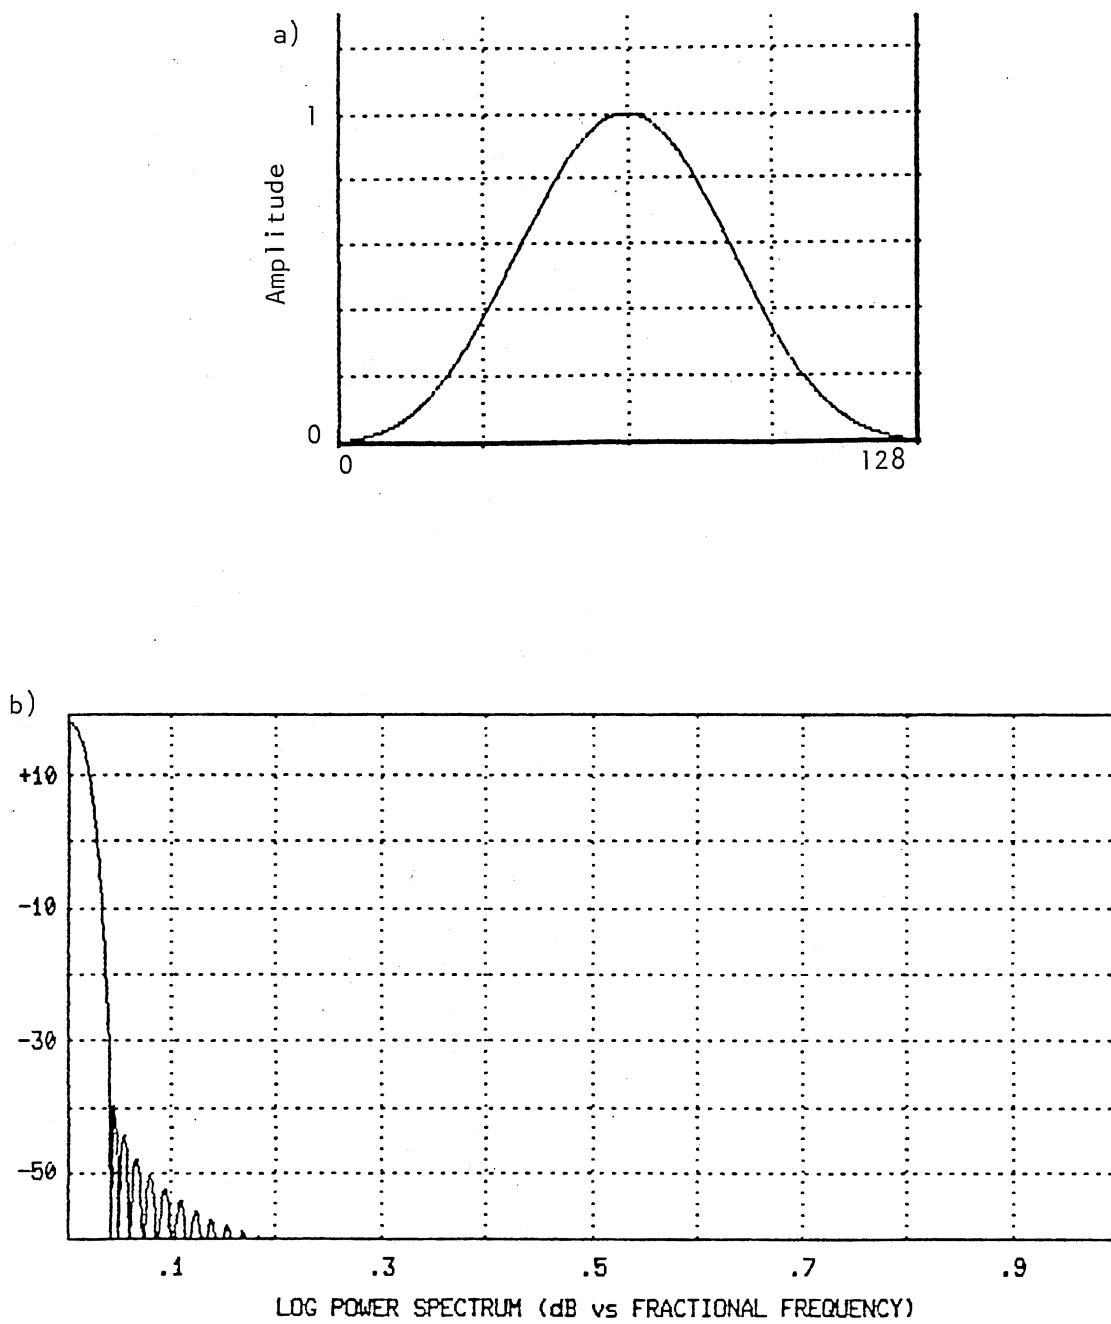 a)
1
Amplitude
0
0
128
b)
+10
-10
-30
-50
.1 .3 .5 .7 .9
LOG POWER SPECTRUM (dB vs FRACTIONAL FREQUENCY)